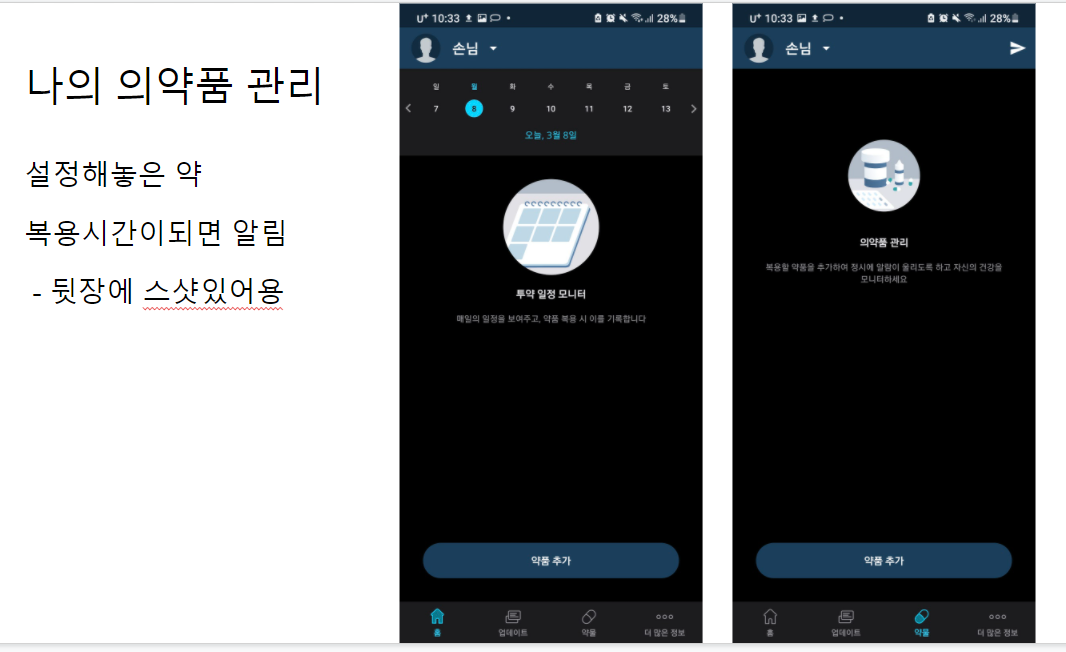 나의 의약품 관리
설정해놓은 약
복용시간이되면 알림
- 뒷장에 스샷있어용
U+ 10:33
28%
손님
일 월 화 수 목 금 토
7 8 9 10 11 12 13
오늘, 3월 8일
투약 일정 모니터
매일의 일정을 보여주고, 약품 복용 시 이를 기록합니다
약품 추가
홈 업데이트 약물 더 많은 정보
U+ 10:33
28%
손님
의약품 관리
복용할 약품을 추가하여 정시에 알람이 울리도록 하고 자신의 건강을
모니터하세요
약품 추가
홈 업데이트 약물 더 많은 정보